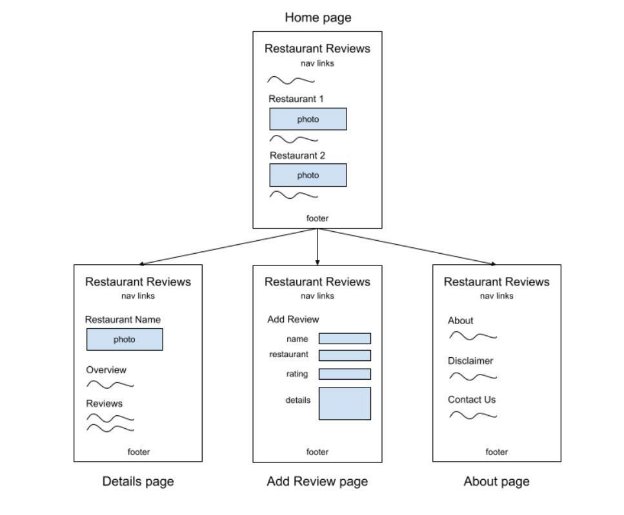 Home page
Restaurant Reviews
nav links
Restaurant 1
photo
Restaurant 2
photo
footer
Restaurant Reviews
nav links
Restaurant Name
photo
Overview
Reviews
footer
Details page
Restaurant Reviews
nav links
Add Review
name
restaurant
rating
details
footer
Add Review page
Restaurant Reviews
nav links
About
Disclaimer
Contact Us
footer
About page